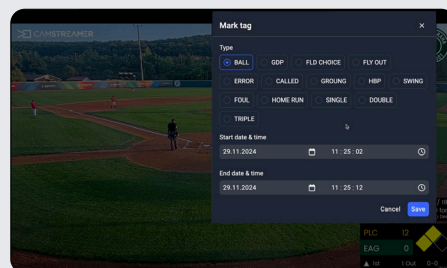 CAMSTREAMER
Mark tag
Type
BALL GDP FLD CHOICE FLY OUT
ERROR CALLED GROUNG HBP SWING
FOUL HOME RUN SINGLE DOUBLE
TRIPLE
Start date & time
29.11.2024 11 : 25 : 02
End date & time
29.11.2024 11 : 25 : 12
Cancel Save
PLC 12
EAG 0
▲ 1st 1 Out 0-0